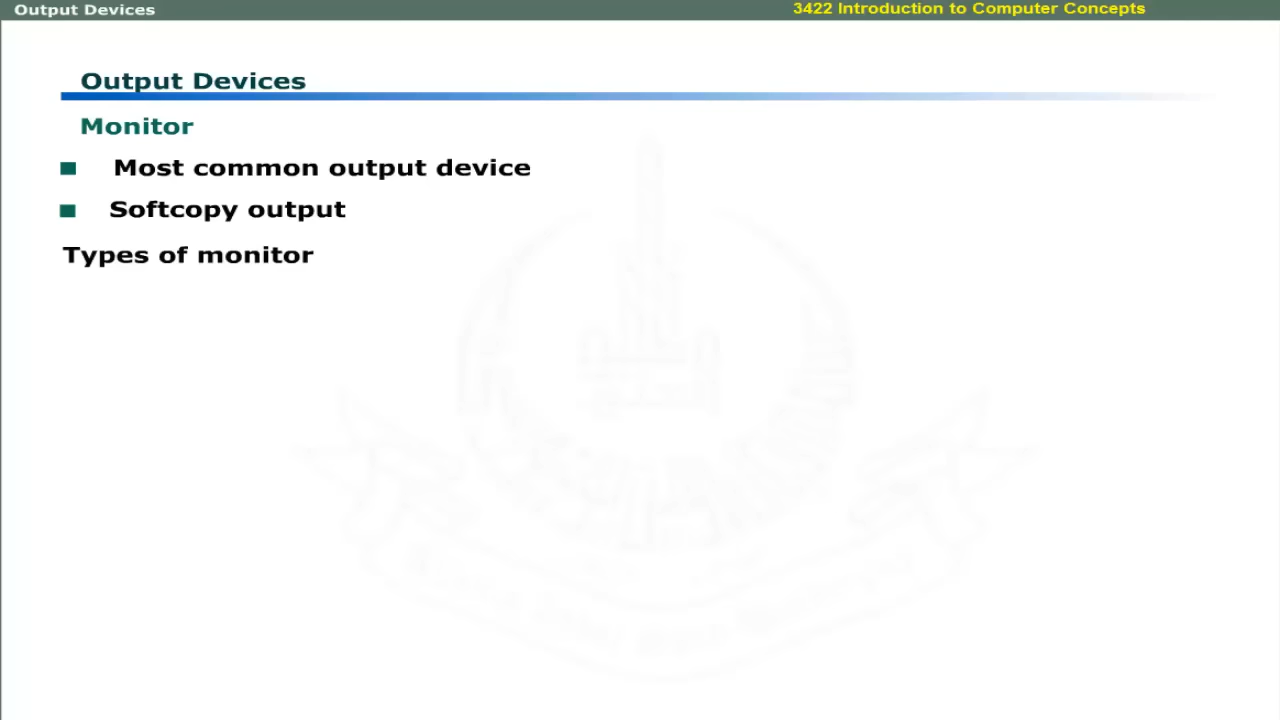 Output Devices
3422 Introduction to Computer Concepts
Output Devices
Monitor
Most common output device
Softcopy output
Types of monitor